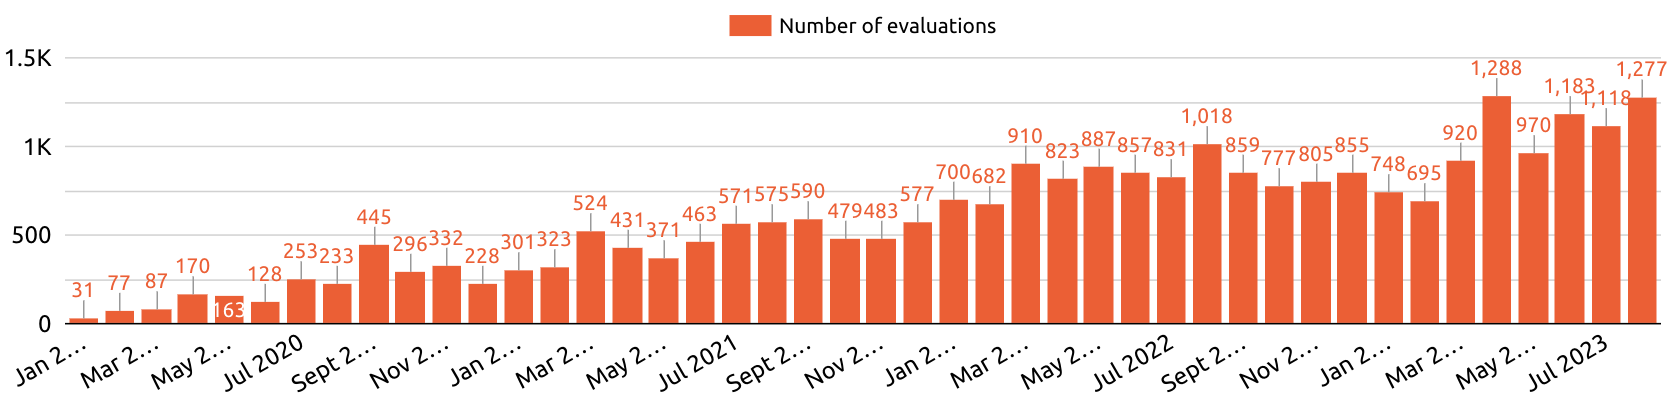 Number of evaluations
1.5K
1K
500
0
31 77 87 170 163 128 253 233 445 296 332 228 301 323 524 431 371 463 571 575 590 479 483 577 700 682 910 823 887 857 831 1,018 859 777 805 855 748 695 920 1,288 970 1,183 1,118 1,277
Jan 2... Mar 2... May 2... Jul 2020 Sept 2... Nov 2... Jan 2... Mar 2... May 2... Jul 2021 Sept 2... Nov 2... Jan 2... Mar 2... May 2... Jul 2022 Sept 2... Nov 2... Jan 2... Mar 2... May 2... Jul 2023